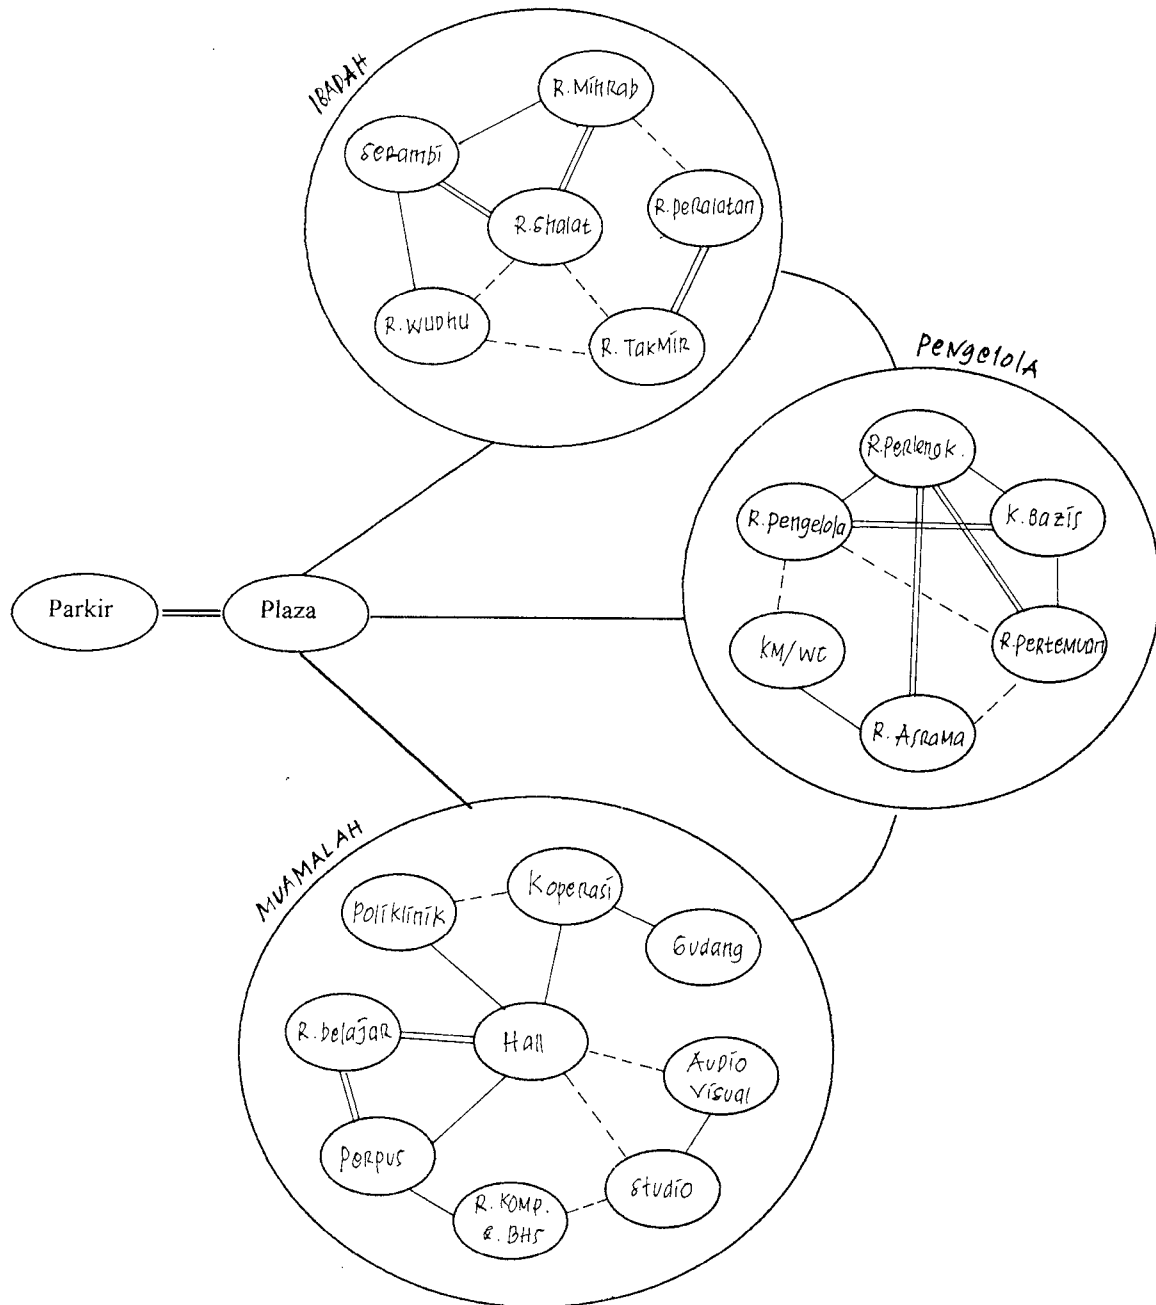 IBADAH
R. Mihrab
Serambi
R. Peralatan
R. Shalat
R. Wudhu
R. Takmir
Pengelola
R. Perlengk.
R. Pengelola
K. Bazis
Parkir
Plaza
R. Pertemuan
KM/WC
R. Asrama
MUAMALAH
Koperasi
Poliklinik
Gudang
R. belajar
Hall
Audio
Visual
Perpus
Studio
R. Komp.
& BHS